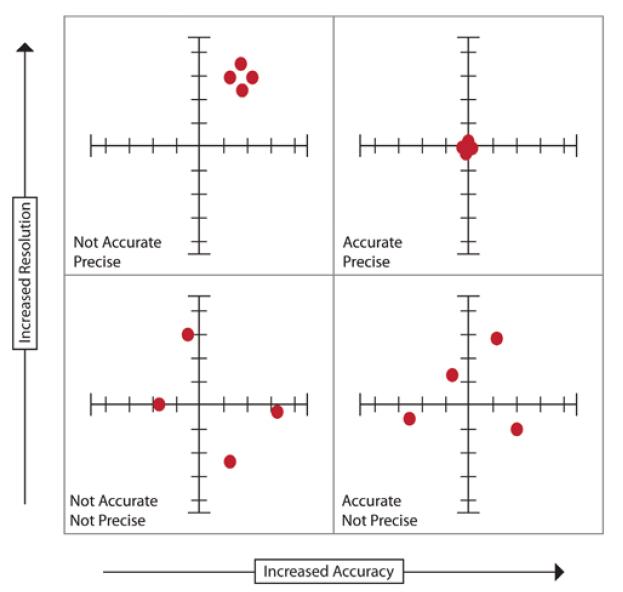 Increased Resolution
Not Accurate
Precise
Accurate
Precise
Not Accurate
Not Precise
Accurate
Not Precise
Increased Accuracy